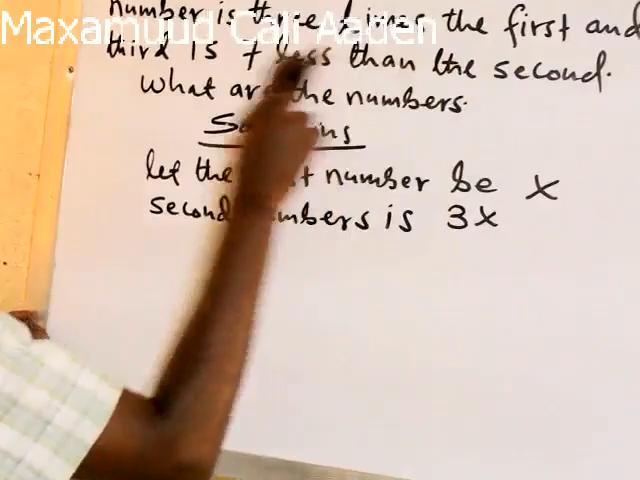 Maxamuud Cali Aaden
number is three times the first and
third is 7 less than the second.
what are the numbers.
let the number be x
second numbers is 3x